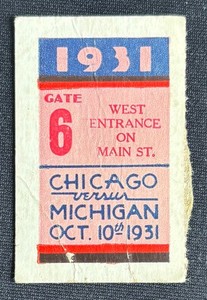 1931
GATE
6
WEST
ENTRANCE
ON
MAIN ST.
CHICAGO
versus
MICHIGAN
OCT. 10th 1931